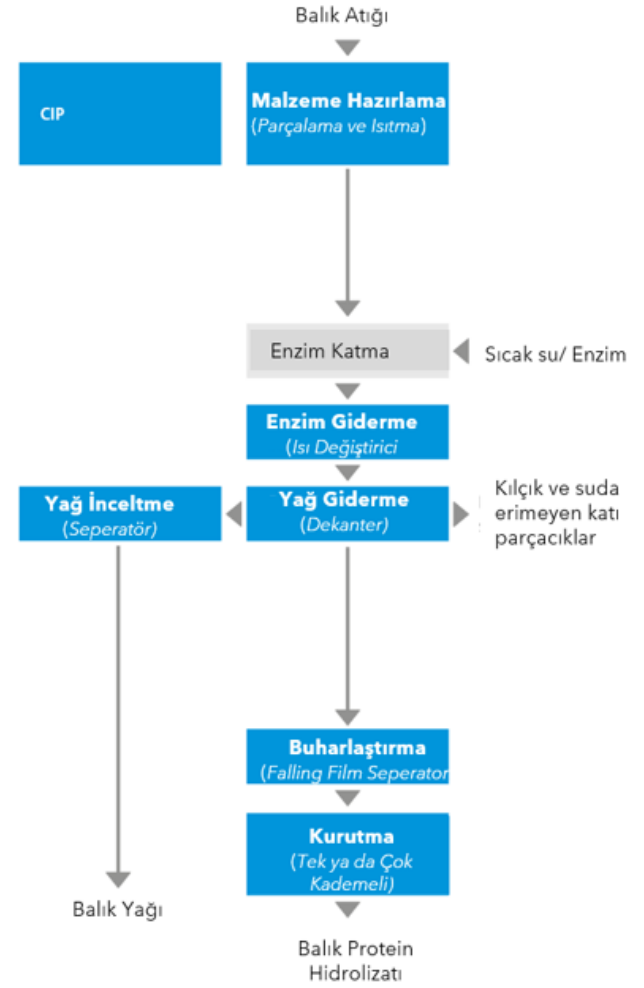 Balık Atığı
CIP
Malzeme Hazırlama
(Parçalama ve Isıtma)
Enzim Katma
Sıcak su/ Enzim
Enzim Giderme
(Isı Değiştirici
Yağ İnceltme
(Seperatör)
Yağ Giderme
(Dekanter)
Kılçık ve suda
erimeyen katı
parçacıklar
Buharlaştırma
(Falling Film Seperator
Kurutma
(Tek ya da Çok
Kademeli)
Balık Yağı
Balık Protein
Hidrolizatı